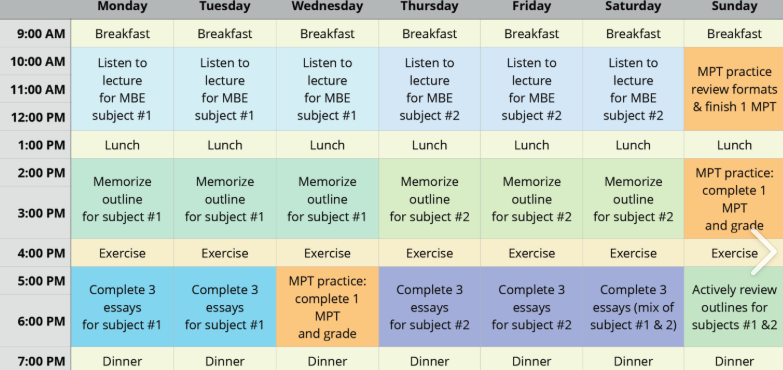 Monday Tuesday Wednesday Thursday Friday Saturday Sunday
9:00 AM Breakfast Breakfast Breakfast Breakfast Breakfast Breakfast Breakfast
10:00 AM
11:00 AM
12:00 PM
Listen to
lecture
for MBE
subject #1
Listen to
lecture
for MBE
subject #1
Listen to
lecture
for MBE
subject #1
Listen to
lecture
for MBE
subject #2
Listen to
lecture
for MBE
subject #2
Listen to
lecture
for MBE
subject #2
MPT practice
review formats
& finish 1 MPT
1:00 PM Lunch Lunch Lunch Lunch Lunch Lunch Lunch
2:00 PM
3:00 PM
Memorize
outline
for subject #1
Memorize
outline
for subject #1
Memorize
outline
for subject #1
Memorize
outline
for subject #2
Memorize
outline
for subject #2
Memorize
outline
for subject #2
MPT practice:
complete 1
MPT
and grade
4:00 PM Exercise Exercise Exercise Exercise Exercise Exercise Exercise
5:00 PM
6:00 PM
Complete 3
essays
for subject #1
Complete 3
essays
for subject #1
MPT practice:
complete 1
MPT
and grade
Complete 3
essays
for subject #2
Complete 3
essays
for subject #2
Complete 3
essays (mix of
subject #1 & 2)
Actively review
outlines for
subjects #1 &2
7:00 PM Dinner Dinner Dinner Dinner Dinner Dinner Dinner